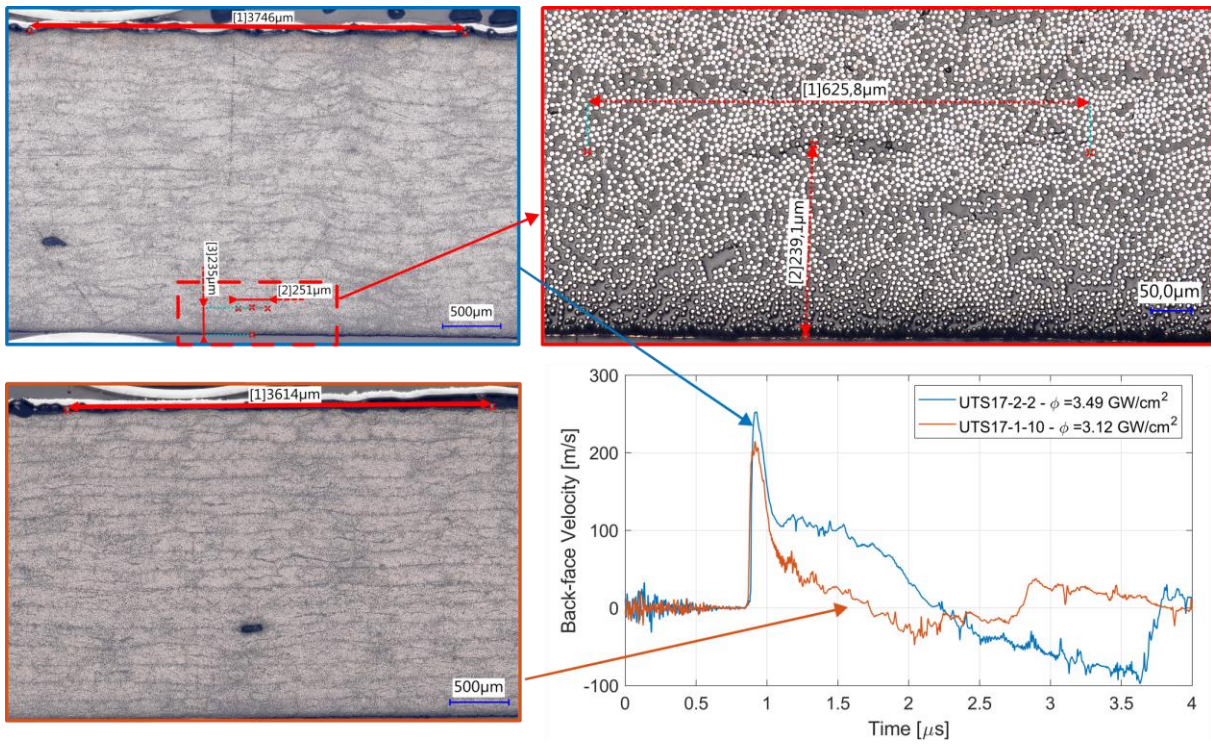 [1]3746µm
[3]235µm
[2]251µm
500µm
[1]625,8µm
[2]239,1µm
50,0µm
[1]3614µm
500µm
300
200
100
0
-100
Back-face Velocity [m/s]
UTS17-2-2 - ϕ =3.49 GW/cm²
UTS17-1-10 - ϕ =3.12 GW/cm²
0 0.5 1 1.5 2 2.5 3 3.5 4
Time [µs]